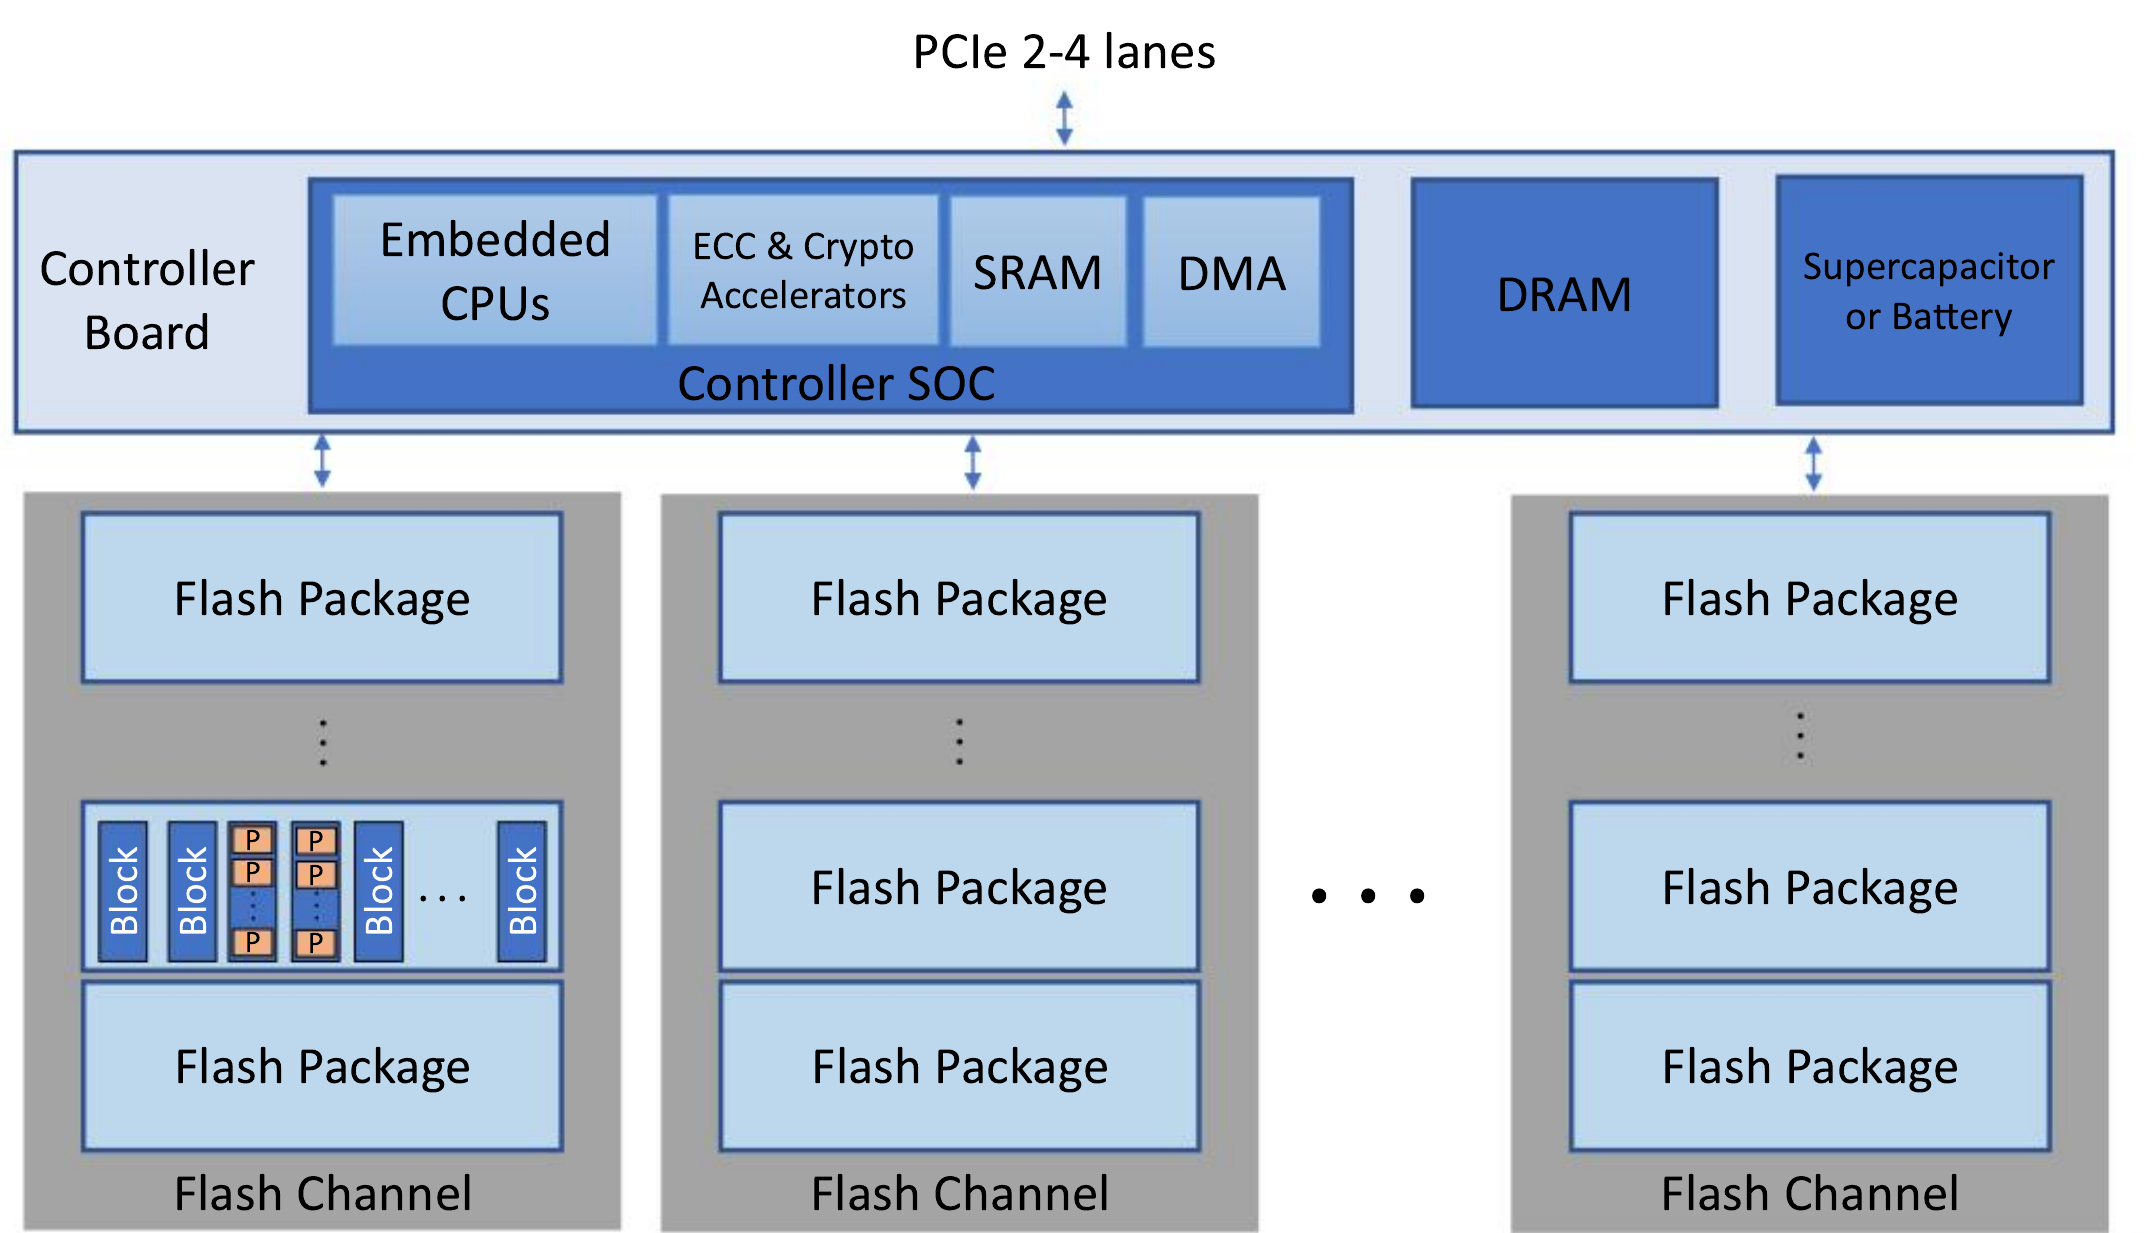 PCIe 2-4 lanes
Controller
Board
Embedded
CPUs
ECC & Crypto
Accelerators
SRAM
DMA
Controller SOC
DRAM
Supercapacitor
or Battery
Flash Package
Flash Package
Flash Package
⋮
⋮
⋮
Block
Block
P
P
⋮
P
P
P
⋮
P
Block
...
Block
Flash Package
...
Flash Package
Flash Package
Flash Package
Flash Package
Flash Channel
Flash Channel
Flash Channel